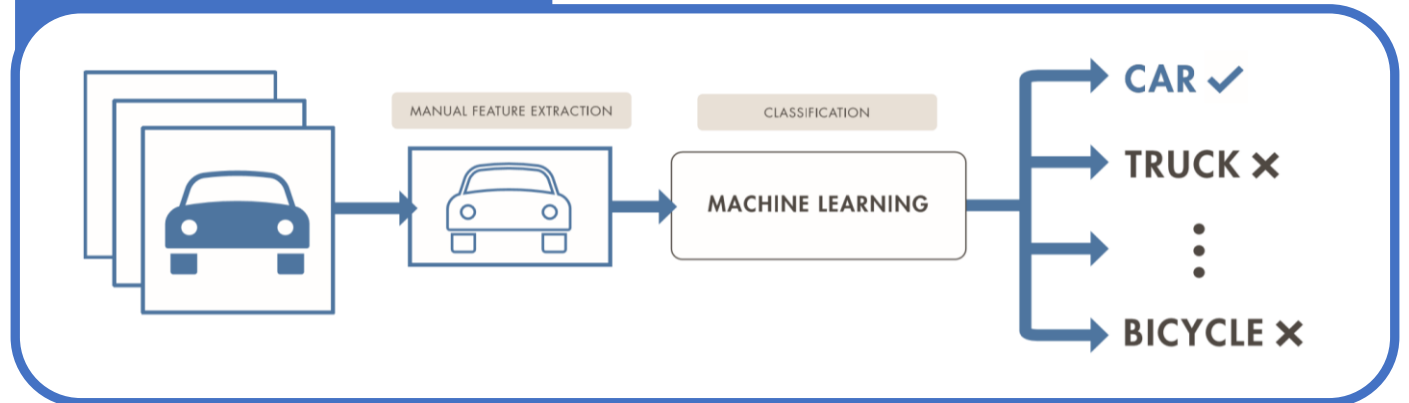 MANUAL FEATURE EXTRACTION
CLASSIFICATION
MACHINE LEARNING
CAR
TRUCK
BICYCLE